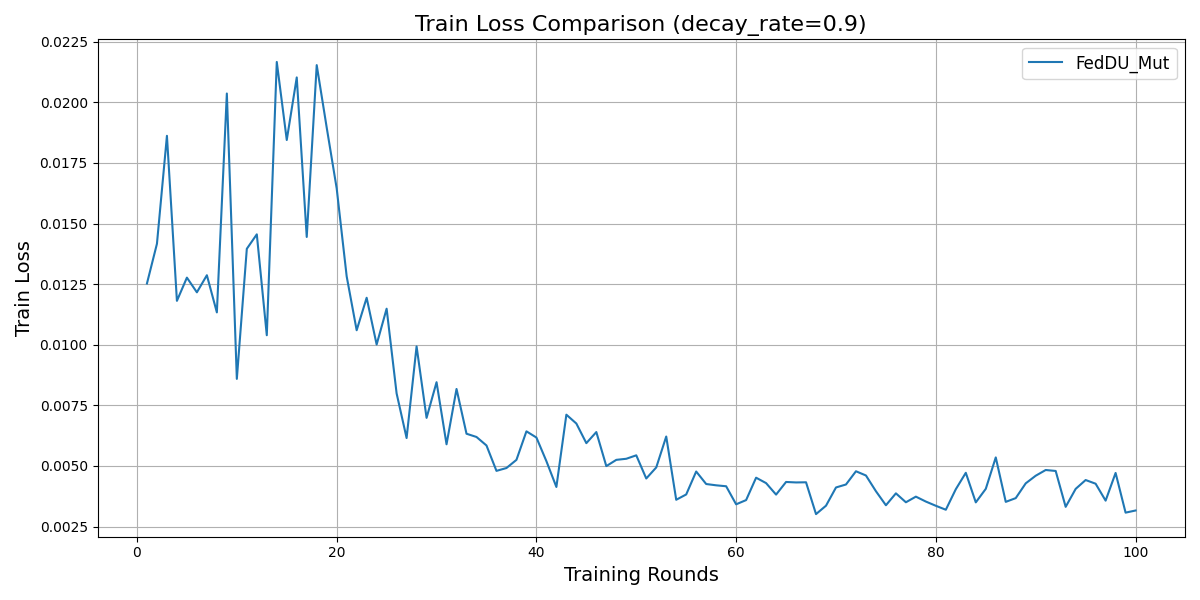 Train Loss Comparison (decay_rate=0.9)
FedDU_Mut
Train Loss
0.0225
0.0200
0.0175
0.0150
0.0125
0.0100
0.0075
0.0050
0.0025
0 20 40 60 80 100
Training Rounds